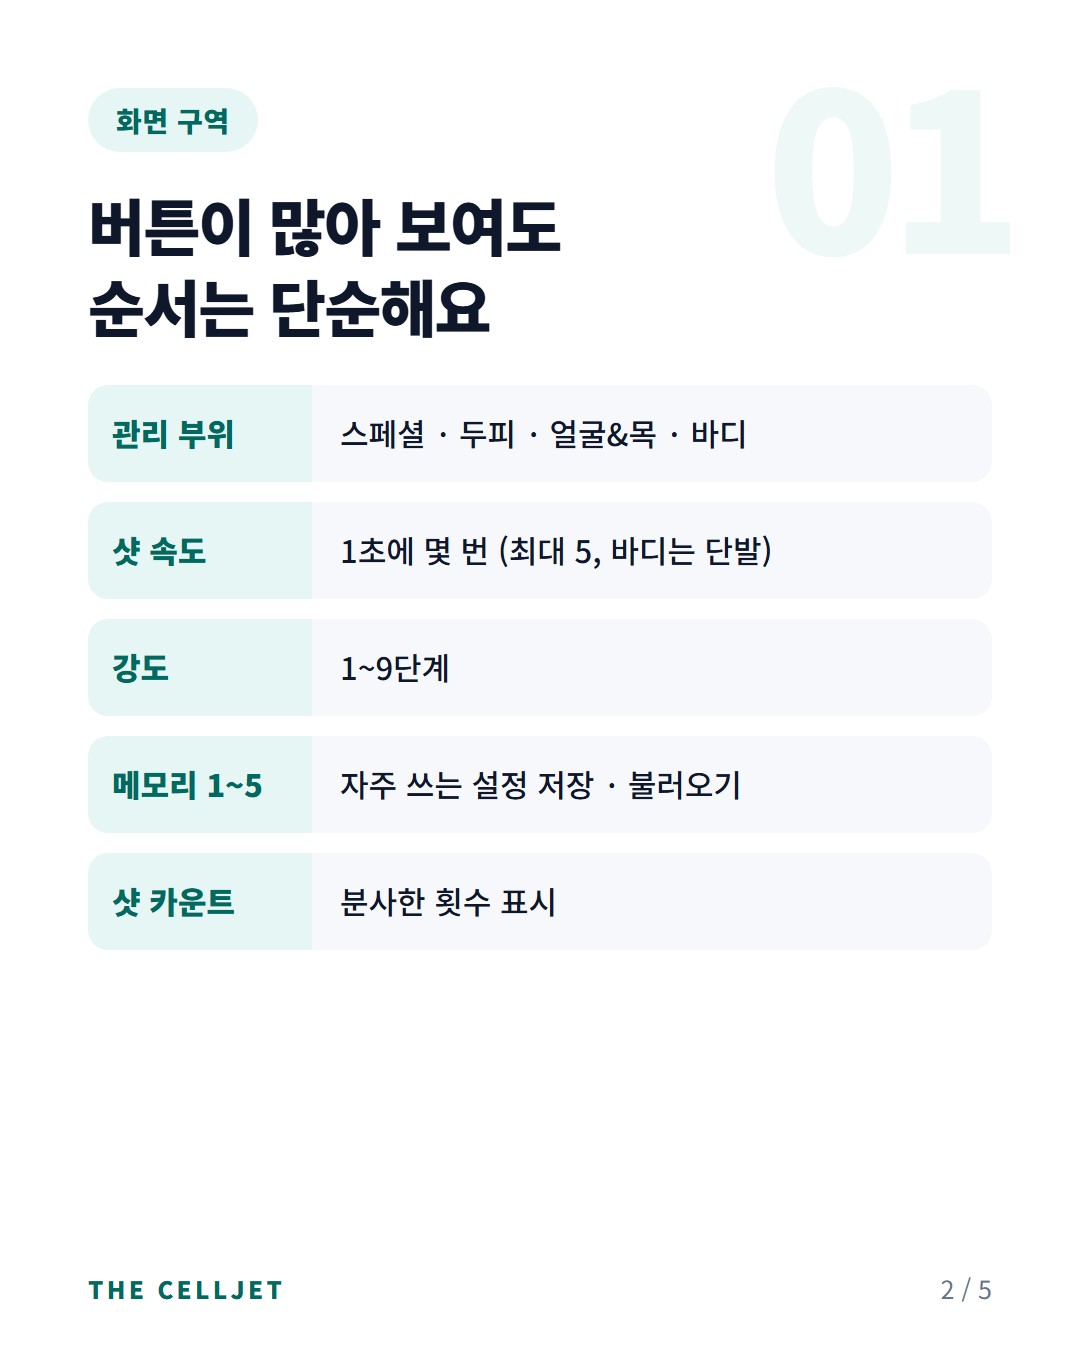 화면 구역
01
버튼이 많아 보여도
순서는 단순해요
관리 부위
스페셜 · 두피 · 얼굴&목 · 바디
샷 속도
1초에 몇 번 (최대 5, 바디는 단발)
강도
1~9단계
메모리 1~5
자주 쓰는 설정 저장 · 불러오기
샷 카운트
분사한 횟수 표시
THE CELLJET
2 / 5